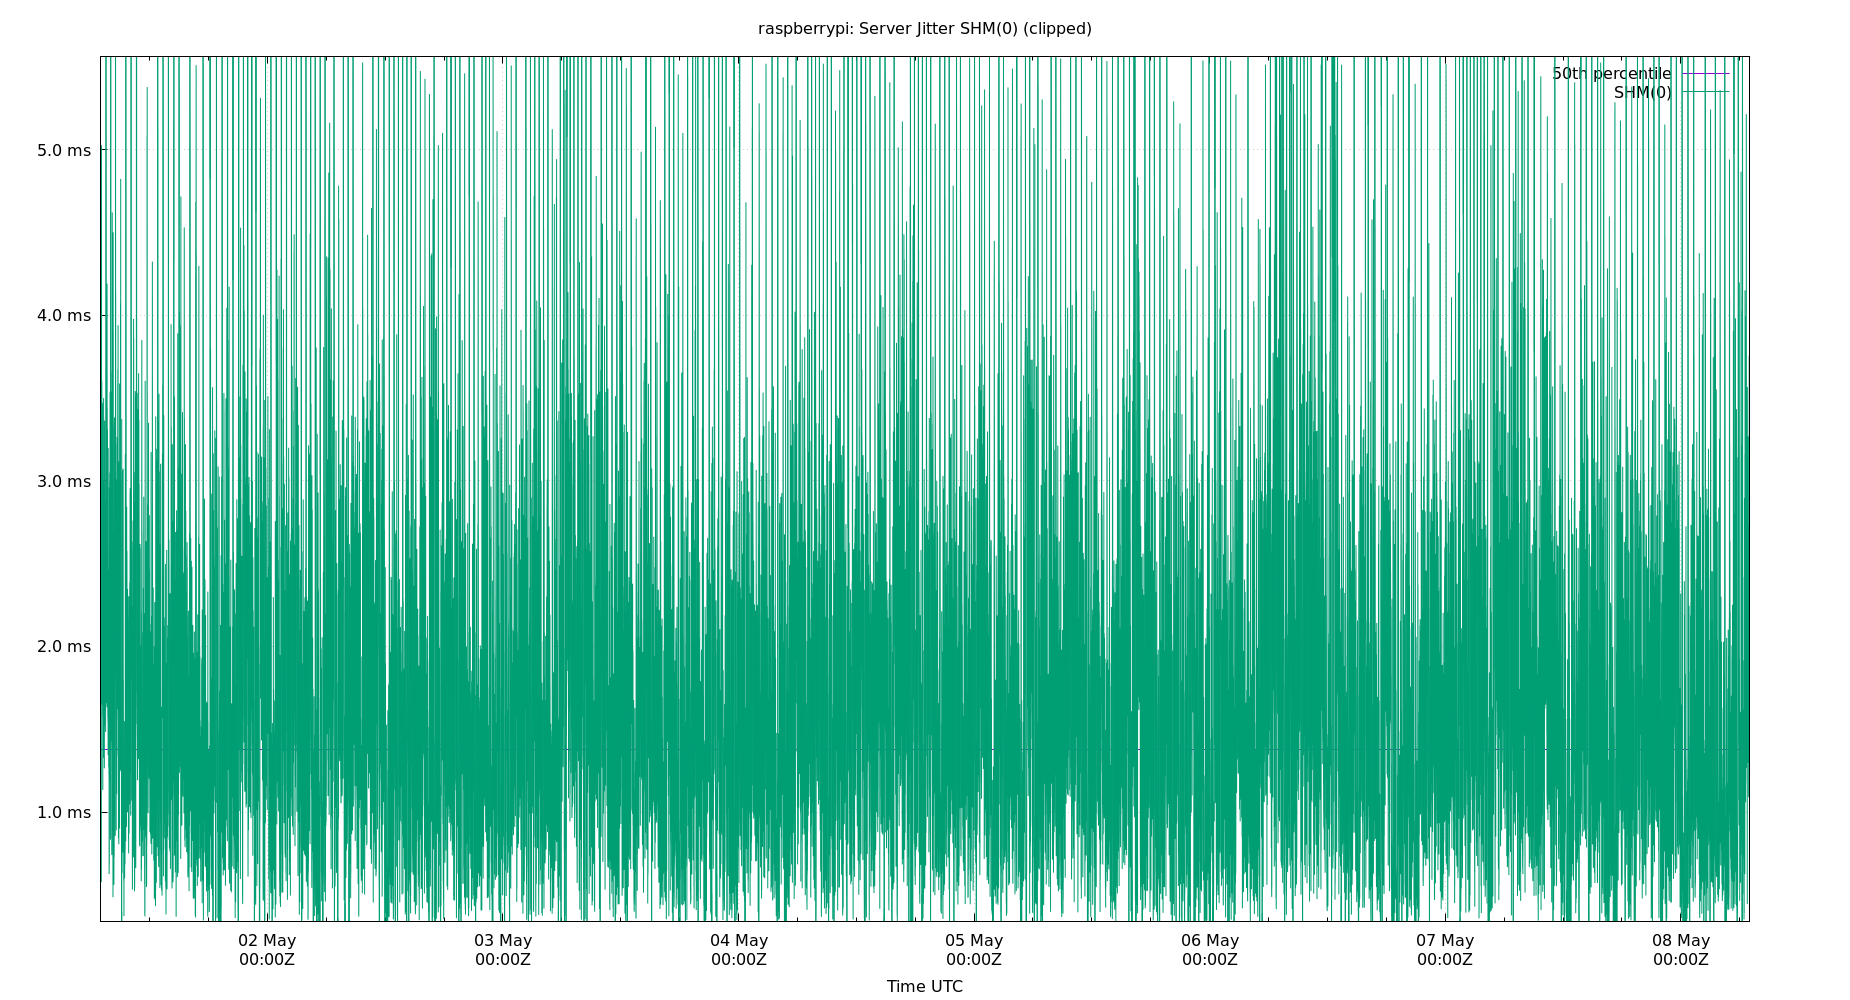 raspberrypi: Server Jitter SHM(0) (clipped)
50th percentile
SHM(0)
5.0 ms
4.0 ms
3.0 ms
2.0 ms
1.0 ms
02 May 03 May 04 May 05 May 06 May 07 May 08 May
00:00Z 00:00Z 00:00Z 00:00Z 00:00Z 00:00Z 00:00Z
Time UTC